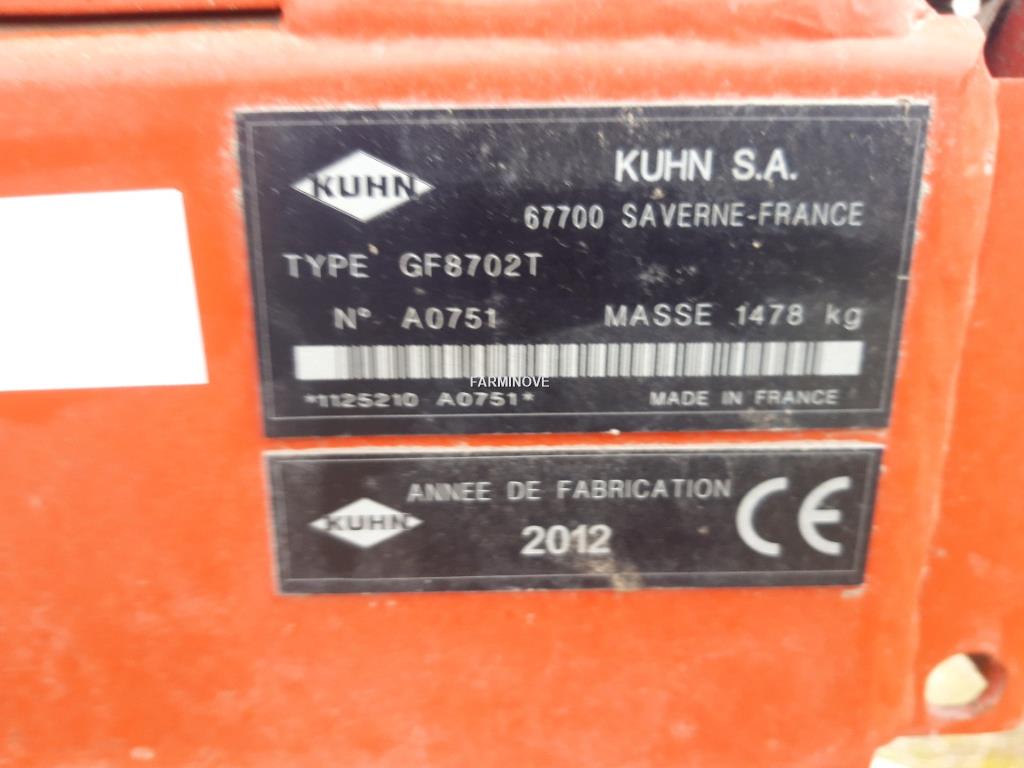 KUHN
KUHN S.A.
67700 SAVERNE-FRANCE
TYPE GF8702T
N° A0751 MASSE 1478 kg
FARMINOVE
*1125210 A0751* MADE IN FRANCE
KUHN
ANNEE DE FABRICATION
2012
CE